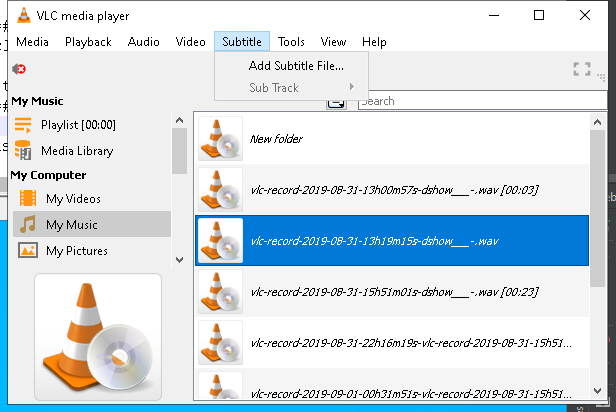 VLC media player
Media Playback Audio Video Subtitle Tools View Help
Add Subtitle File...
Sub Track
Search
My Music
Playlist [00:00]
Media Library
My Computer
My Videos
My Music
My Pictures
New folder
vlc-record-2019-08-31-13h00m57s-dshow___-.wav [00:03]
vlc-record-2019-08-31-13h19m15s-dshow___-.wav
vlc-record-2019-08-31-15h51m01s-dshow___-.wav [00:23]
vlc-record-2019-08-31-22h16m19s-vlc-record-2019-08-31-15h51...
vlc-record-2019-09-01-00h31m51s-vlc-record-2019-08-31-15h51...